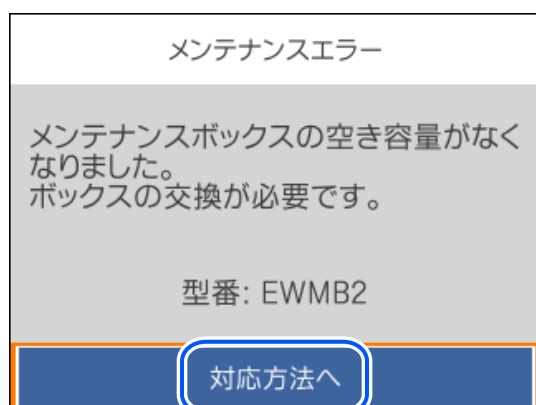 メンテナンスエラー
メンテナンスボックスの空き容量がなく
なりました。
ボックスの交換が必要です。
型番: EWMB2
対応方法へ